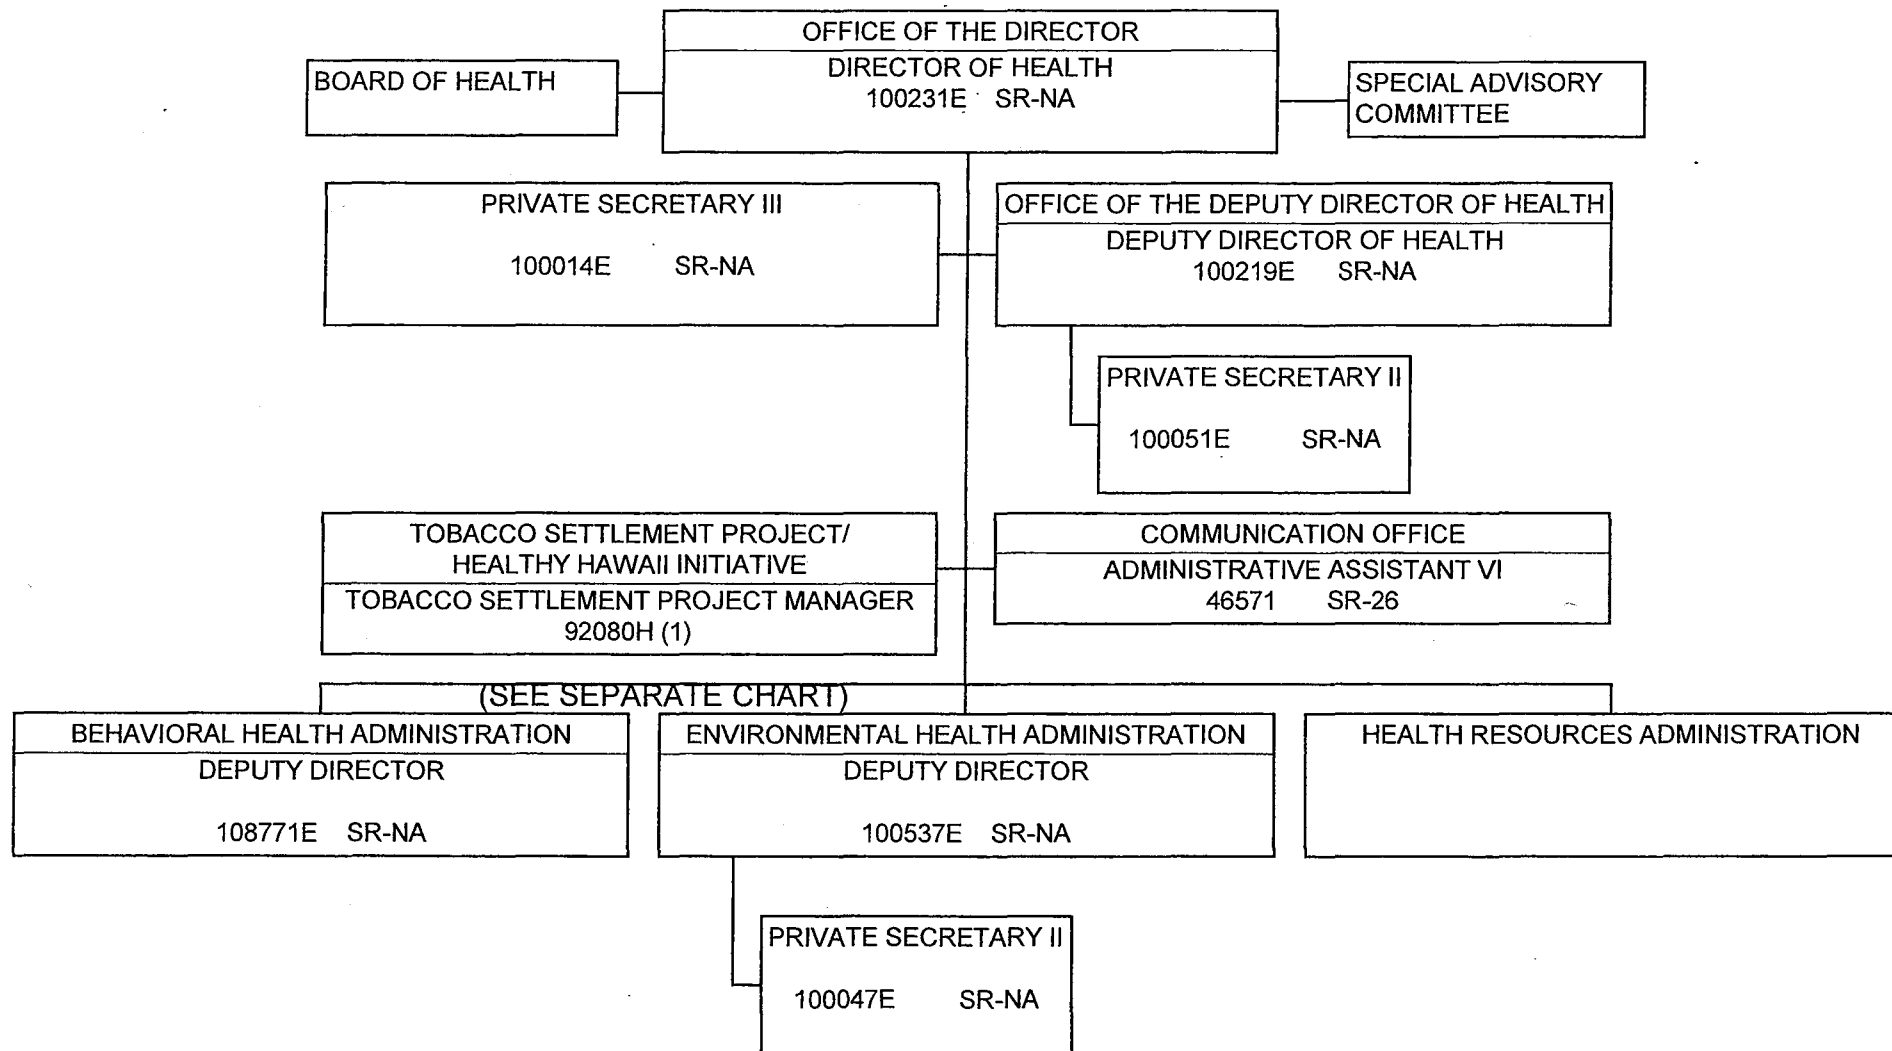 OFFICE OF THE DIRECTOR
DIRECTOR OF HEALTH
100231E SR-NA
BOARD OF HEALTH
SPECIAL ADVISORY
COMMITTEE
PRIVATE SECRETARY III
100014E SR-NA
OFFICE OF THE DEPUTY DIRECTOR OF HEALTH
DEPUTY DIRECTOR OF HEALTH
100219E SR-NA
PRIVATE SECRETARY II
100051E SR-NA
TOBACCO SETTLEMENT PROJECT/
HEALTHY HAWAII INITIATIVE
TOBACCO SETTLEMENT PROJECT MANAGER
92080H (1)
COMMUNICATION OFFICE
ADMINISTRATIVE ASSISTANT VI
46571 SR-26
(SEE SEPARATE CHART)
BEHAVIORAL HEALTH ADMINISTRATION
DEPUTY DIRECTOR
108771E SR-NA
ENVIRONMENTAL HEALTH ADMINISTRATION
DEPUTY DIRECTOR
100537E SR-NA
HEALTH RESOURCES ADMINISTRATION
PRIVATE SECRETARY II
100047E SR-NA